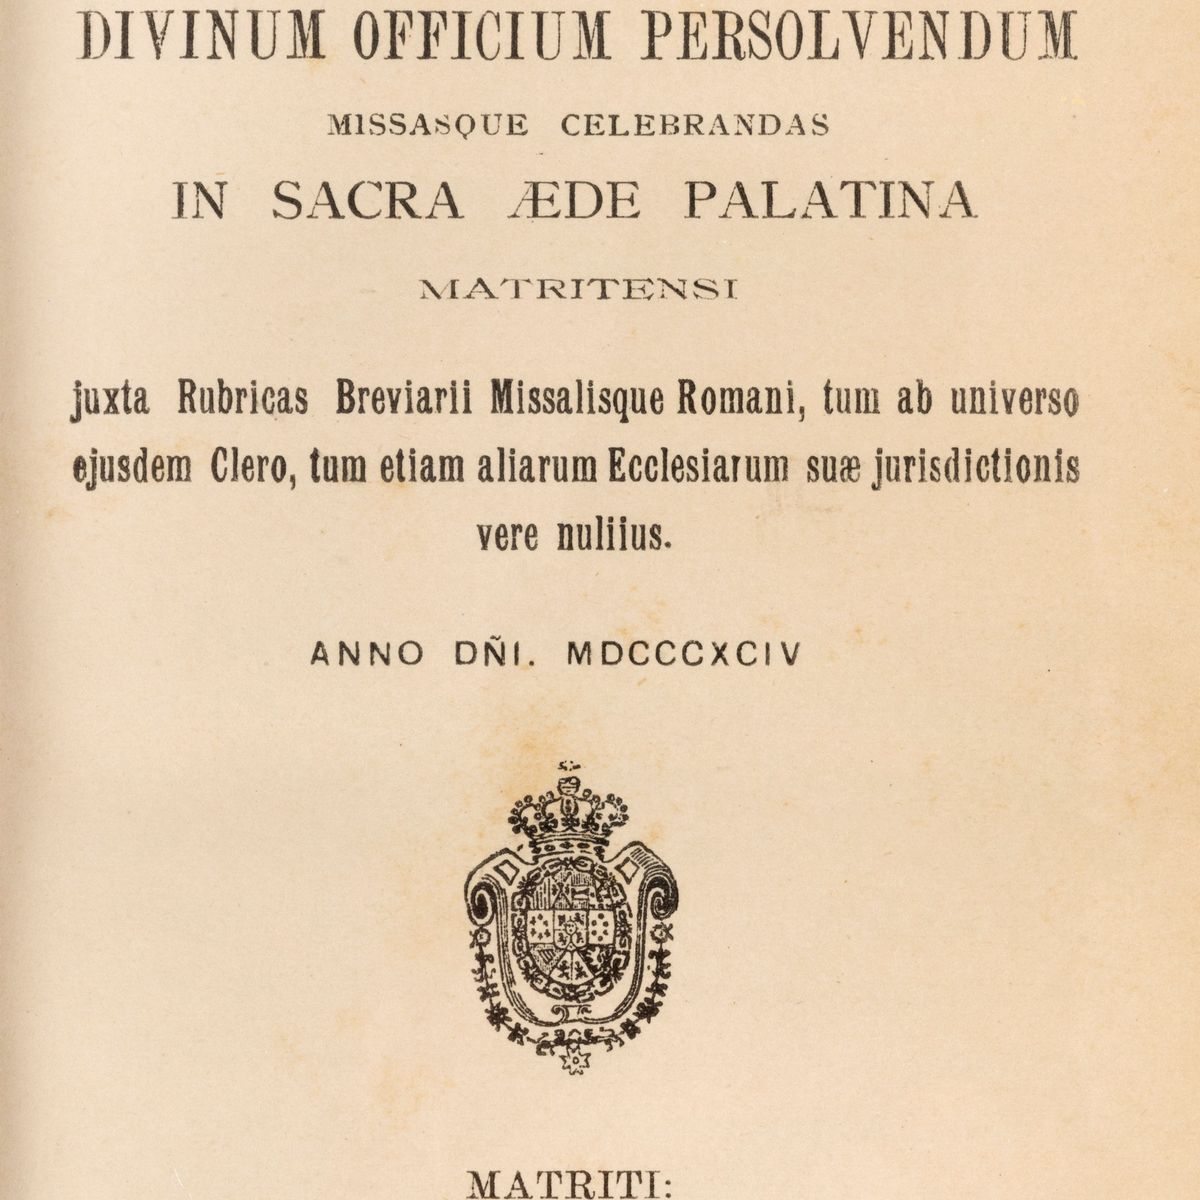 DIVINUM OFFICIUM PERSOLVENDUM
MISSASQUE CELEBRANDAS
IN SACRA ÆDE PALATINA
MATRITENSI
juxta Rubricas Breviarii Missalisque Romani, tum ab universo
ejusdem Clero, tum etiam aliarum Ecclesiarum suæ jurisdictionis
vere nuliius.
ANNO DÑI. MDCCCXCIV
MATRITI: